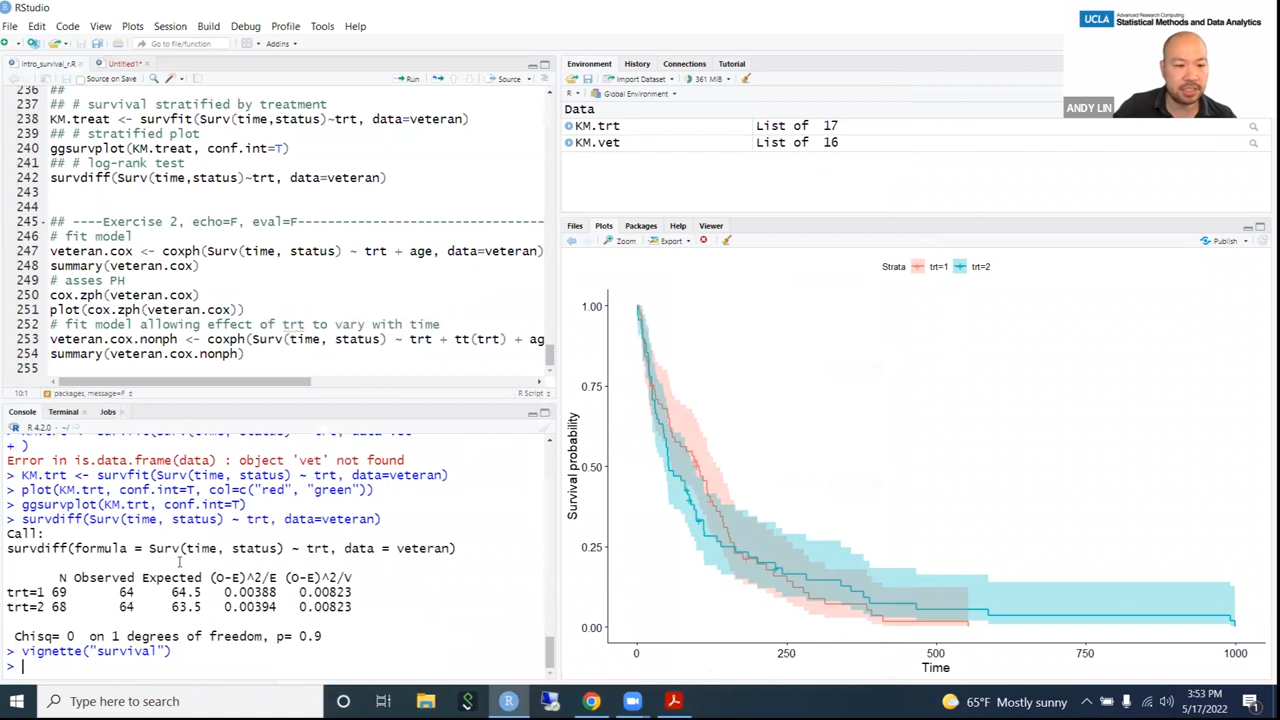 RStudio
File Edit Code View Plots Session Build Debug Profile Tools Help
Go to file/function
Addins
Intro_survival_r.R
Untitled1*
Source on Save
Run
Source
236 ##
237 ## # survival stratified by treatment
238 KM.treat <- survfit(Surv(time,status)~trt, data=veteran)
239 ## # stratified plot
240 ggsurvplot(KM.treat, conf.int=T)
241 ## # log-rank test
242 survdiff(Surv(time,status)~trt, data=veteran)
243
244
245 ## ----Exercise 2, echo=F, eval=F------------------------------
246 # fit model
247 veteran.cox <- coxph(Surv(time, status) ~ trt + age, data=veteran)
248 summary(veteran.cox)
249 # asses PH
250 cox.zph(veteran.cox)
251 plot(cox.zph(veteran.cox))
252 # fit model allowing effect of trt to vary with time
253 veteran.cox.nonph <- coxph(Surv(time, status) ~ trt + tt(trt) + ag
254 summary(veteran.cox.nonph)
255
10:1 packages, message=F R Script
Console Terminal Jobs
R 4.2.0 · ~/
+ )
Error in is.data.frame(data) : object 'vet' not found
> KM.trt <- survfit(Surv(time, status) ~ trt, data=veteran)
> plot(KM.trt, conf.int=T, col=c("red", "green"))
> ggsurvplot(KM.trt, conf.int=T)
> survdiff(Surv(time, status) ~ trt, data=veteran)
Call:
survdiff(formula = Surv(time, status) ~ trt, data = veteran)
N Observed Expected (O-E)^2/E (O-E)^2/V
trt=1 69 64 64.5 0.00388 0.00823
trt=2 68 64 63.5 0.00394 0.00823
Chisq= 0 on 1 degrees of freedom, p= 0.9
> vignette("survival")
>
Environment History Connections Tutorial
Import Dataset 361 MiB
R Global Environment
Data
KM.trt List of 17
KM.vet List of 16
Files Plots Packages Help Viewer
Zoom Export Publish
Strata trt=1 trt=2
1.00
0.75
0.50
0.25
0.00
Survival probability
0 250 500 750 1000
Time
UCLA Advanced Research Computing
Statistical Methods and Data Analytics
ANDY LIN
Type here to search
65°F Mostly sunny
3:53 PM
5/17/2022
1